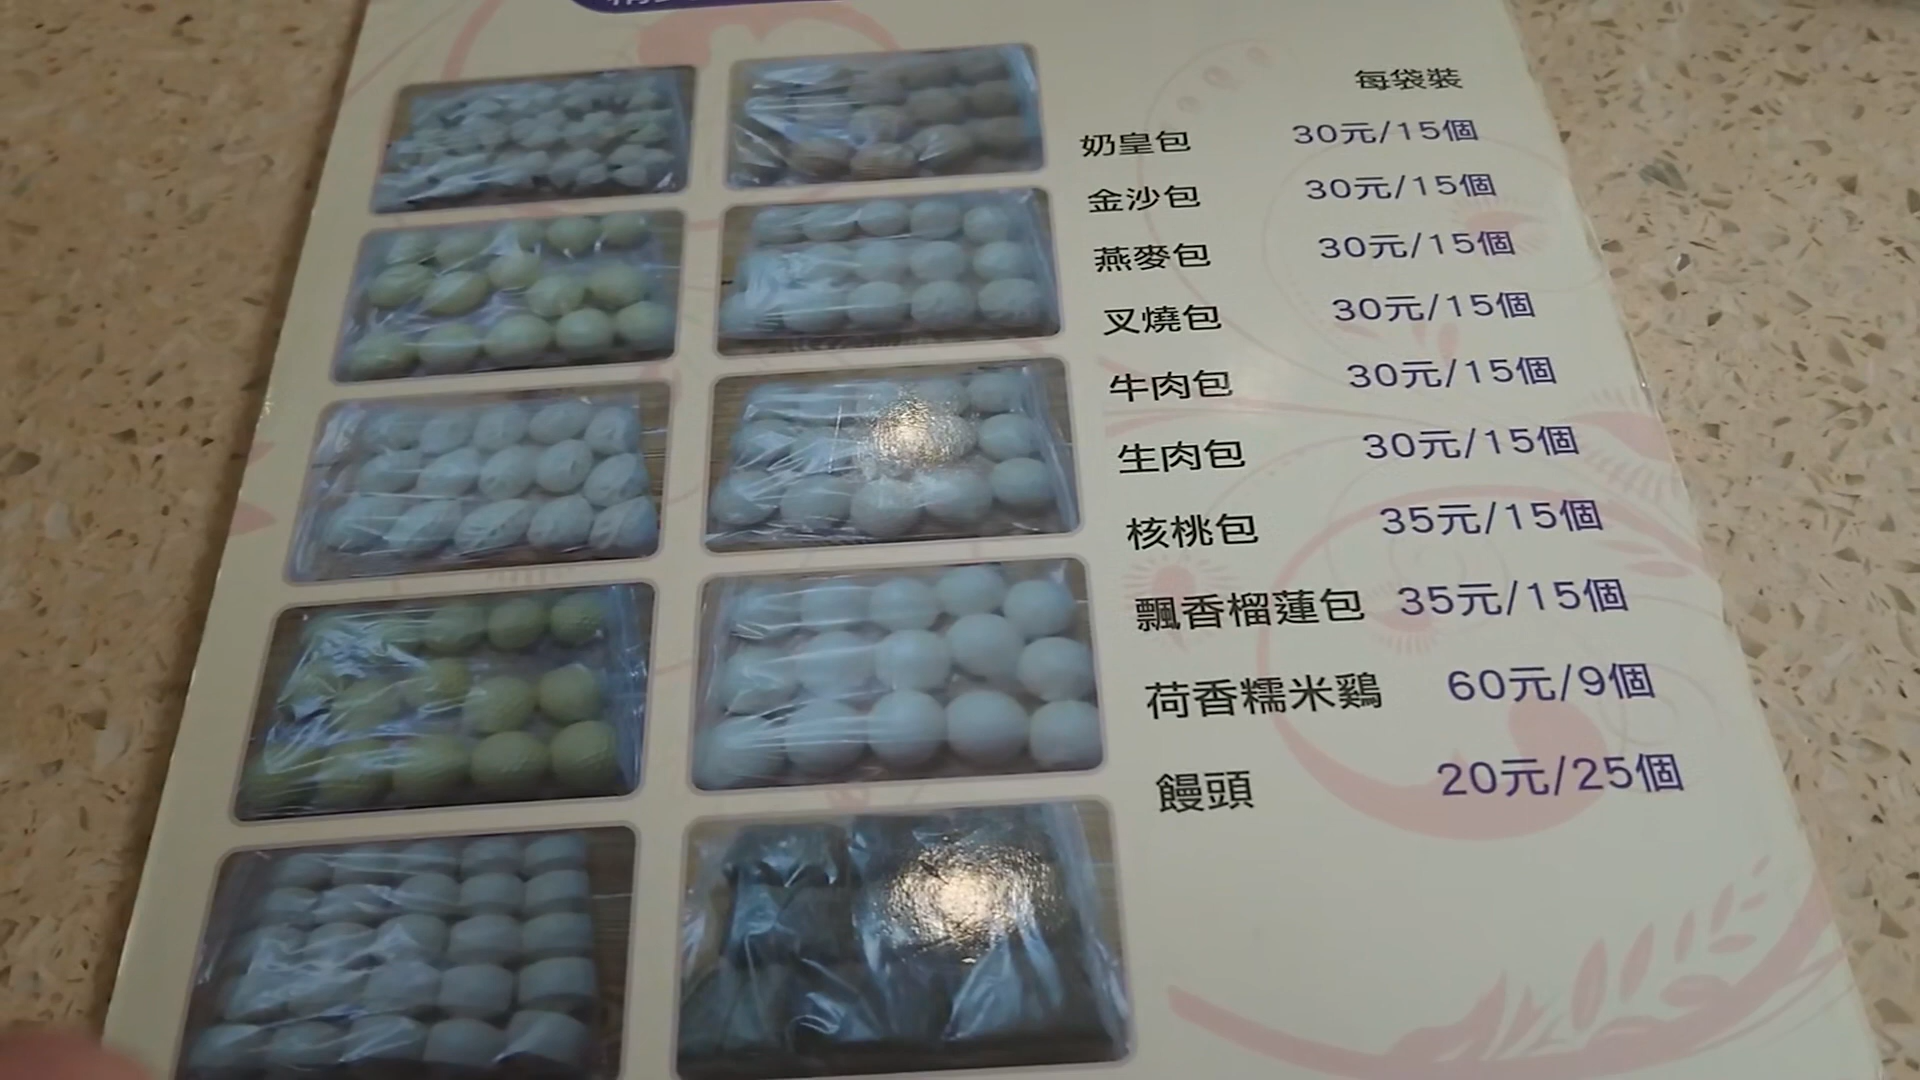 每袋裝
奶皇包 30元/15個
金沙包 30元/15個
燕麥包 30元/15個
叉燒包 30元/15個
牛肉包 30元/15個
生肉包 30元/15個
核桃包 35元/15個
飄香榴蓮包 35元/15個
荷香糯米鷄 60元/9個
饅頭 20元/25個